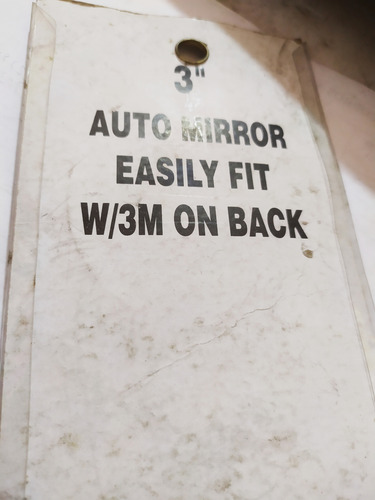 3"
AUTO MIRROR
EASILY FIT
W/3M ON BACK